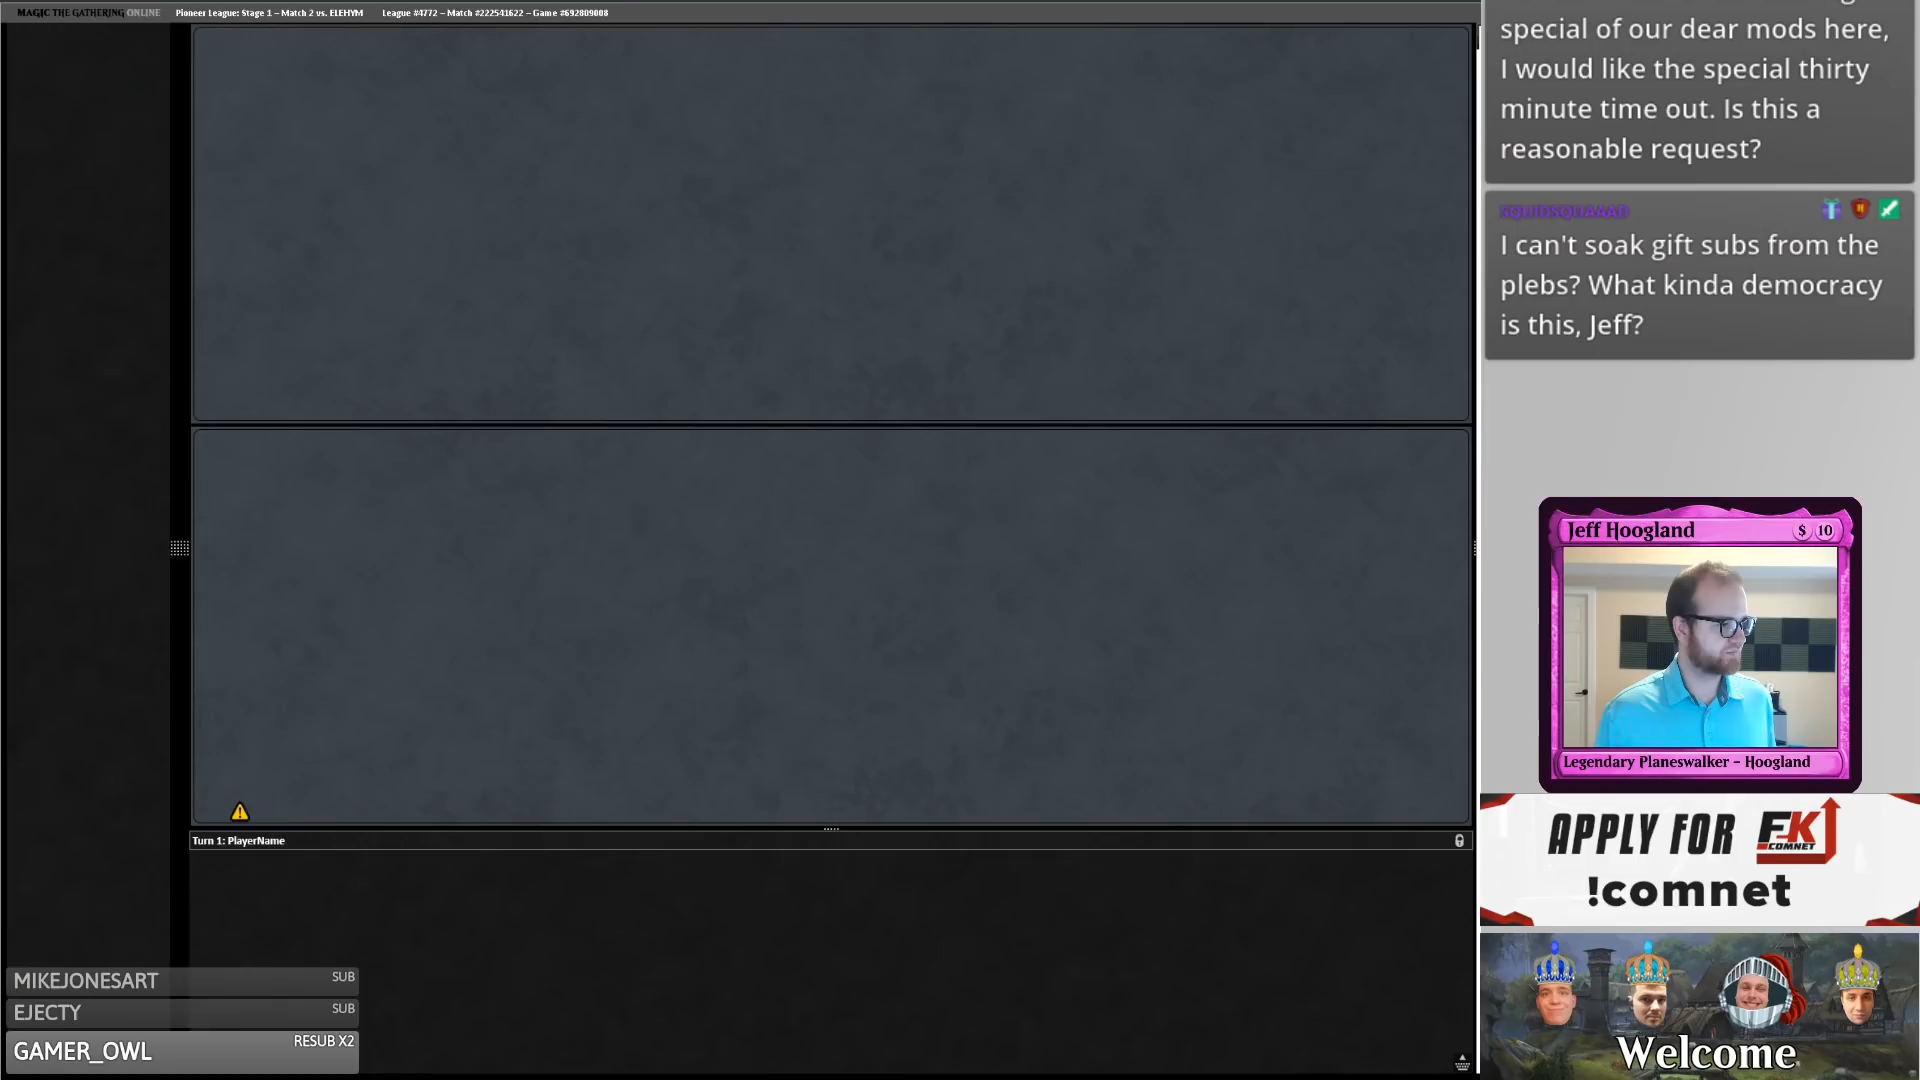 MAGIC THE GATHERING ONLINE Pioneer League: Stage 1 – Match 2 vs. ELEHYM League #4772 – Match #222541622 – Game #692809008
special of our dear mods here,
I would like the special thirty
minute time out. Is this a
reasonable request?
SQUIDSQUAAAD
I can't soak gift subs from the
plebs? What kinda democracy
is this, Jeff?
Jeff Hoogland $ 10
Legendary Planeswalker – Hoogland
APPLY FOR F2K
COMNET
!comnet
Welcome
Turn 1: PlayerName
MIKEJONESART SUB
EJECTY SUB
GAMER_OWL RESUB X2